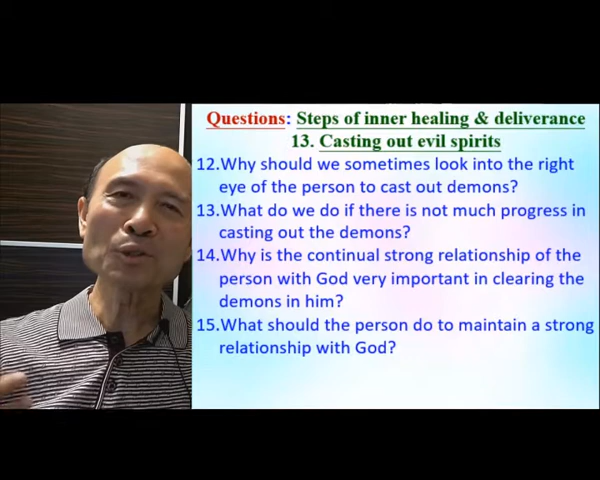 Questions: Steps of inner healing & deliverance
13. Casting out evil spirits
12.Why should we sometimes look into the right
eye of the person to cast out demons?
13.What do we do if there is not much progress in
casting out the demons?
14.Why is the continual strong relationship of the
person with God very important in clearing the
demons in him?
15.What should the person do to maintain a strong
relationship with God?